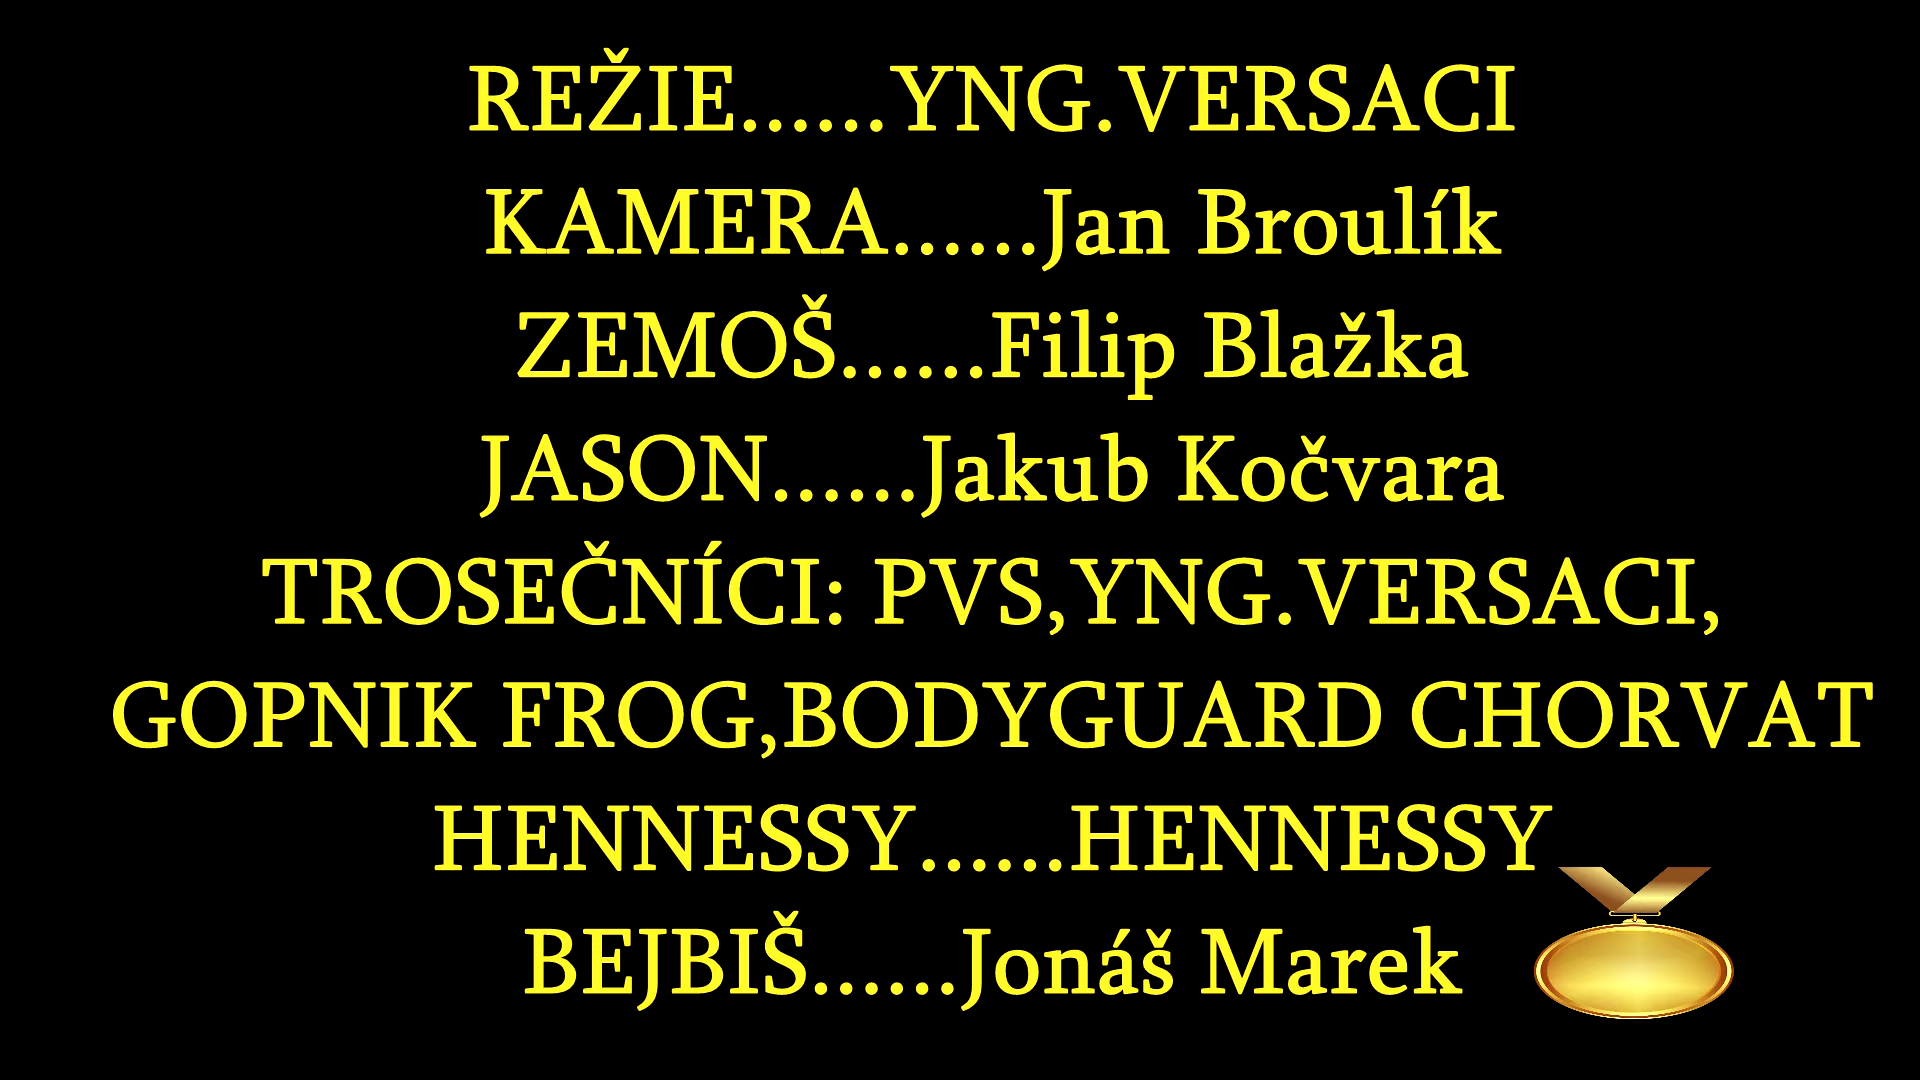 REŽIE......YNG.VERSACI
KAMERA......Jan Broulík
ZEMOŠ......Filip Blažka
JASON......Jakub Kočvara
TROSEČNÍCI: PVS,YNG.VERSACI,
GOPNIK FROG,BODYGUARD CHORVAT
HENNESSY......HENNESSY
BEJBIŠ......Jonáš Marek